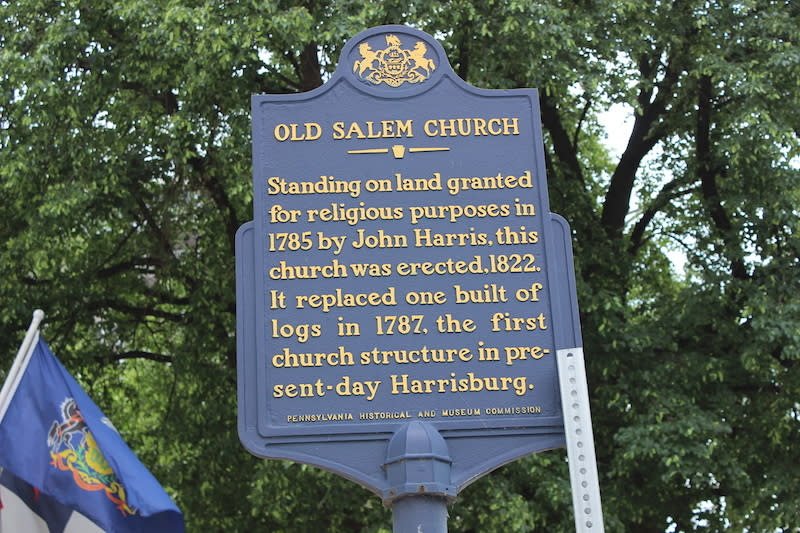 OLD SALEM CHURCH
Standing on land granted
for religious purposes in
1785 by John Harris, this
church was erected, 1822.
It replaced one built of
logs in 1787, the first
church structure in pre-
sent-day Harrisburg.
PENNSYLVANIA HISTORICAL AND MUSEUM COMMISSION